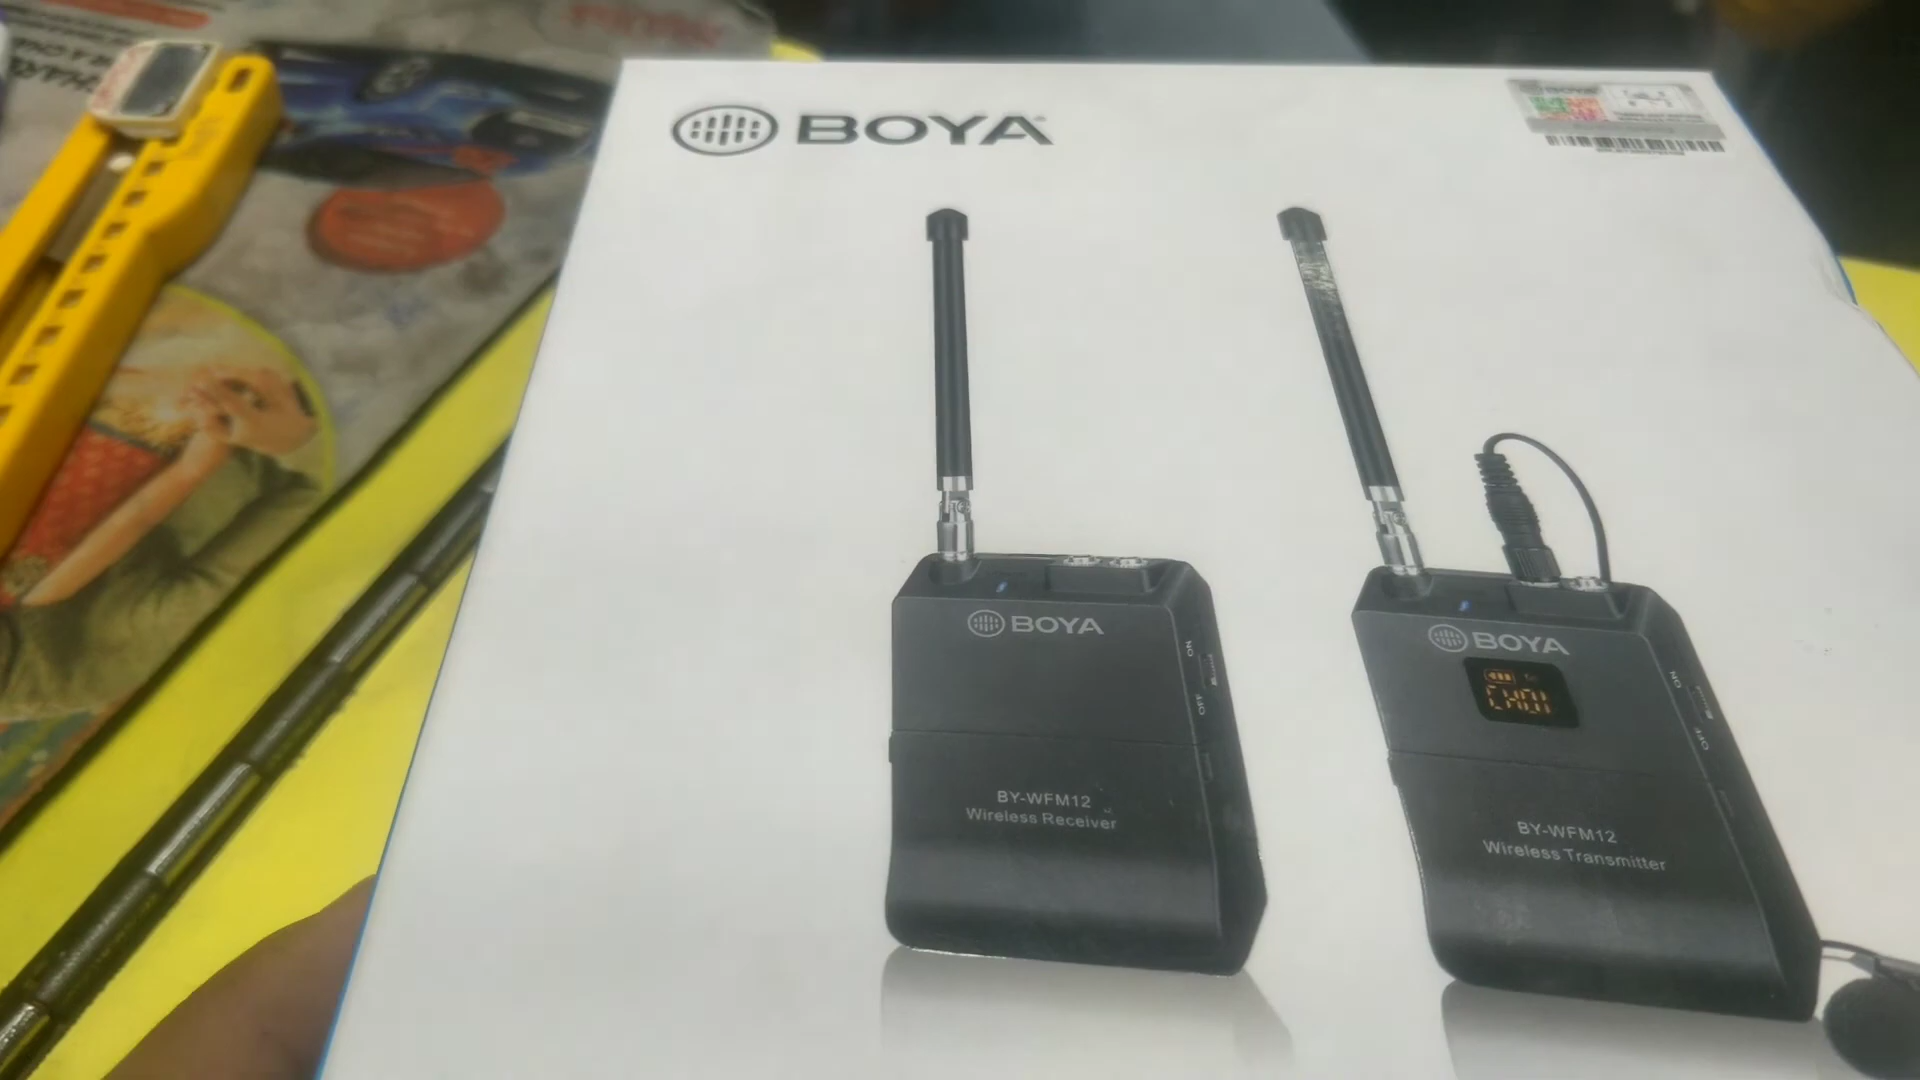 BOYA
BOYA
ON
OFF
BY-WFM12
Wireless Receiver
BOYA
ON
OFF
BY-WFM12
Wireless Transmitter